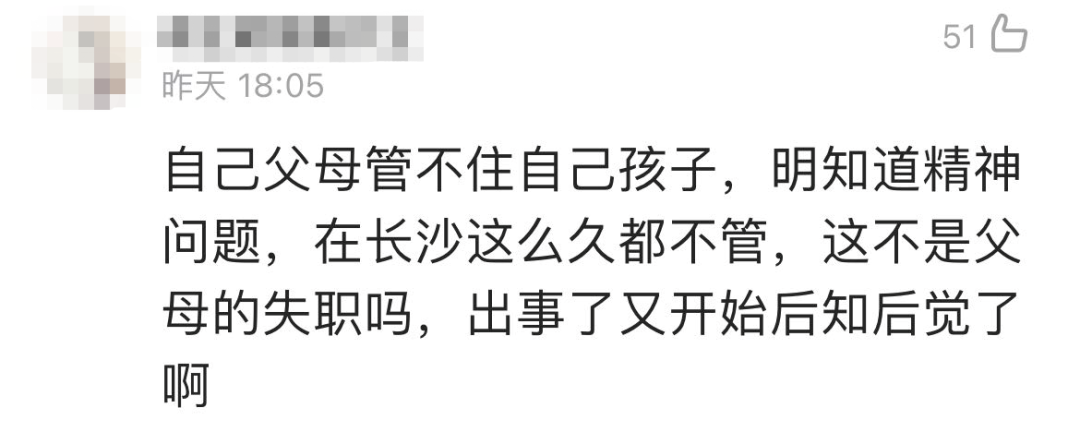 51
昨天 18:05
自己父母管不住自己孩子，明知道精神
问题，在长沙这么久都不管，这不是父
母的失职吗，出事了又开始后知后觉了
啊